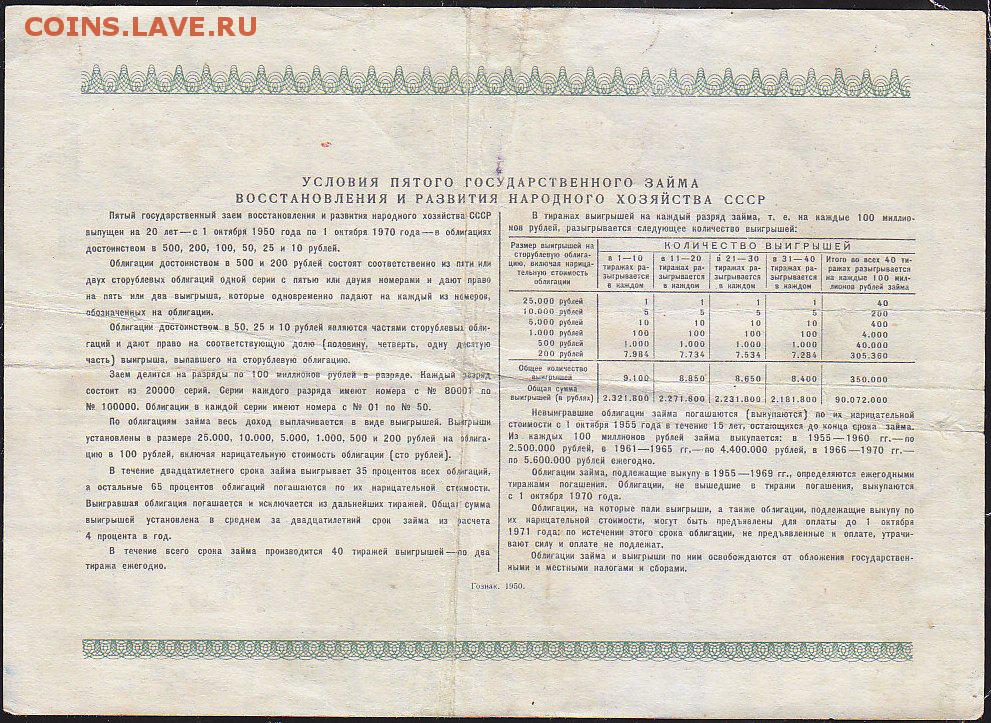 COINS.LAVE.RU
УСЛОВИЯ ПЯТОГО ГОСУДАРСТВЕННОГО ЗАЙМА
ВОССТАНОВЛЕНИЯ И РАЗВИТИЯ НАРОДНОГО ХОЗЯЙСТВА СССР
Пятый государственный заем восстановления и развития народного хозяйства СССР
выпущен на 20 лет—с 1 октября 1950 года по 1 октября 1970 года—в облигациях
достоинством в 500, 200, 100, 50, 25 и 10 рублей.
Облигации достоинством в 500 и 200 рублей состоят соответственно из пяти или
двух сторублевых облигаций одной серии с пятью или двумя номерами и дают право
на пять или два выигрыша, которые одновременно падают на каждый из номеров,
обозначенных на облигации.
Облигации достоинством в 50, 25 и 10 рублей являются частями сторублевых обли-
гаций и дают право на соответствующую долю (половину, четверть, одну десятую
часть) выигрыша, выпавшего на сторублевую облигацию.
Заем делится на разряды по 100 миллионов рублей в разряде. Каждый разряд
состоит из 20000 серий. Серии каждого разряда имеют номера с № 80001 по
№ 100000. Облигации в каждой серии имеют номера с № 01 по № 50.
По облигациям займа весь доход выплачивается в виде выигрышей. Выигрыши
установлены в размере 25.000, 10.000, 5.000, 1.000, 500 и 200 рублей на облига-
цию в 100 рублей, включая нарицательную стоимость облигации (сто рублей).
В течение двадцатилетнего срока займа выигрывает 35 процентов всех облигаций,
а остальные 65 процентов облигаций погашаются по их нарицательной стоимости.
Выигравшая облигация погашается и исключается из дальнейших тиражей. Общая сумма
выигрышей установлена в среднем за двадцатилетний срок займа из расчета
4 процента в год.
В течение всего срока займа производится 40 тиражей выигрышей—по два
тиража ежегодно.
В тиражах выигрышей на каждый разряд займа, т. е. на каждые 100 миллио-
нов рублей, разыгрывается следующее количество выигрышей:
Размер выигрышей на сторублевую облигацию, включая нарицательную стоимость облигации
КОЛИЧЕСТВО ВЫИГРЫШЕЙ
в 1—10 тиражах разыгрывается в каждом
в 11—20 тиражах разыгрывается в каждом
в 21—30 тиражах разыгрывается в каждом
в 31—40 тиражах разыгрывается в каждом
Итого во всех 40 тиражах разыгрывается на каждые 100 миллионов рублей займа
25.000 рублей 1 1 1 1 40
10.000 рублей 5 5 5 5 200
5.000 рублей 10 10 10 10 400
1.000 рублей 100 100 100 100 4.000
500 рублей 1.000 1.000 1.000 1.000 40.000
200 рублей 7.984 7.734 7.534 7.284 305.360
Общее количество выигрышей 9.100 8.850 8.650 8.400 350.000
Общая сумма выигрышей (в рублях) 2.321.800 2.271.800 2.231.800 2.181.800 90.072.000
Невыигравшие облигации займа погашаются (выкупаются) по их нарицательной
стоимости с 1 октября 1955 года в течение 15 лет, остающихся до конца срока займа.
Из каждых 100 миллионов рублей займа выкупается: в 1955—1960 гг.—по
2.500.000 рублей, в 1961—1965 гг.—по 4.400.000 рублей, в 1966—1970 гг.—
по 5.600.000 рублей ежегодно.
Облигации займа, подлежащие выкупу в 1955—1969 гг., определяются ежегодными
тиражами погашения. Облигации, не вышедшие в тиражи погашения, выкупаются
с 1 октября 1970 года.
Облигации, на которые пали выигрыши, а также облигации, подлежащие выкупу по
их нарицательной стоимости, могут быть предъявлены для оплаты до 1 октября
1971 года; по истечении этого срока облигации, не предъявленные к оплате, утрачи-
вают силу и оплате не подлежат.
Облигации займа и выигрыши по ним освобождаются от обложения государствен-
ными и местными налогами и сборами.
Гознак. 1950.